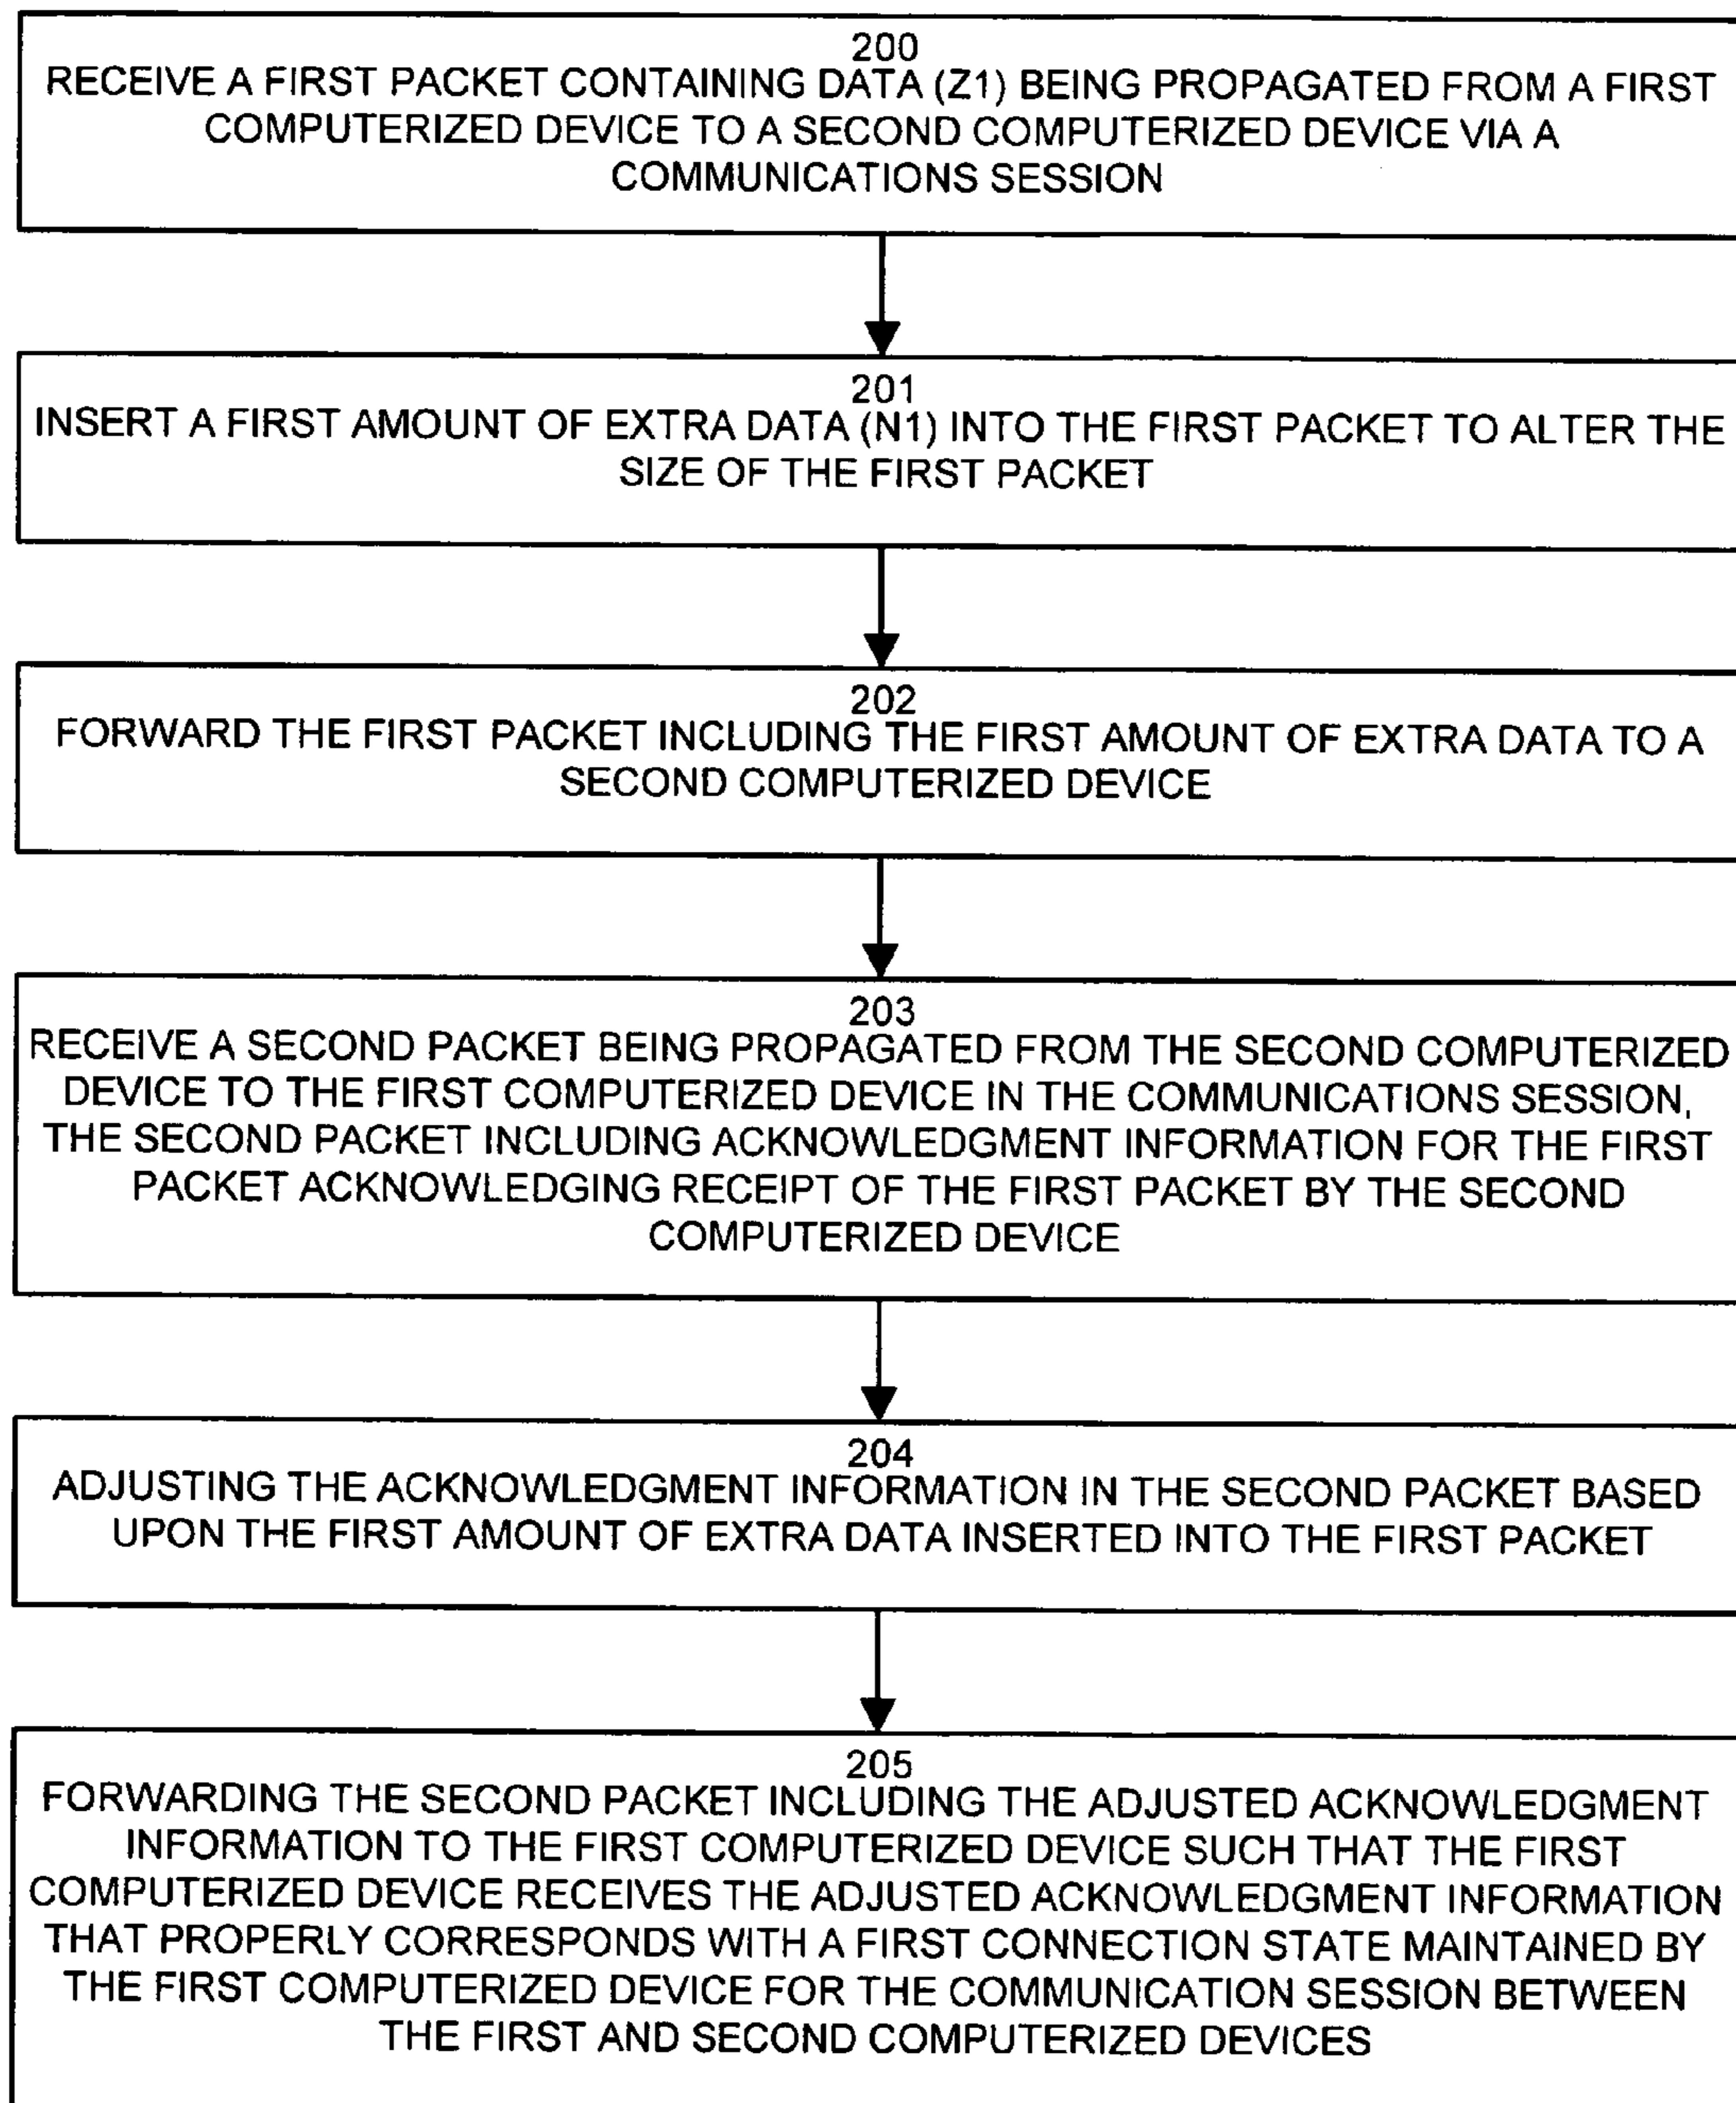 200
RECEIVE A FIRST PACKET CONTAINING DATA (Z1) BEING PROPAGATED FROM A FIRST
COMPUTERIZED DEVICE TO A SECOND COMPUTERIZED DEVICE VIA A
COMMUNICATIONS SESSION
201
INSERT A FIRST AMOUNT OF EXTRA DATA (N1) INTO THE FIRST PACKET TO ALTER THE
SIZE OF THE FIRST PACKET
202
FORWARD THE FIRST PACKET INCLUDING THE FIRST AMOUNT OF EXTRA DATA TO A
SECOND COMPUTERIZED DEVICE
203
RECEIVE A SECOND PACKET BEING PROPAGATED FROM THE SECOND COMPUTERIZED
DEVICE TO THE FIRST COMPUTERIZED DEVICE IN THE COMMUNICATIONS SESSION,
THE SECOND PACKET INCLUDING ACKNOWLEDGMENT INFORMATION FOR THE FIRST
PACKET ACKNOWLEDGING RECEIPT OF THE FIRST PACKET BY THE SECOND
COMPUTERIZED DEVICE
204
ADJUSTING THE ACKNOWLEDGMENT INFORMATION IN THE SECOND PACKET BASED
UPON THE FIRST AMOUNT OF EXTRA DATA INSERTED INTO THE FIRST PACKET
205
FORWARDING THE SECOND PACKET INCLUDING THE ADJUSTED ACKNOWLEDGMENT
INFORMATION TO THE FIRST COMPUTERIZED DEVICE SUCH THAT THE FIRST
COMPUTERIZED DEVICE RECEIVES THE ADJUSTED ACKNOWLEDGMENT INFORMATION
THAT PROPERLY CORRESPONDS WITH A FIRST CONNECTION STATE MAINTAINED BY
THE FIRST COMPUTERIZED DEVICE FOR THE COMMUNICATION SESSION BETWEEN
THE FIRST AND SECOND COMPUTERIZED DEVICES